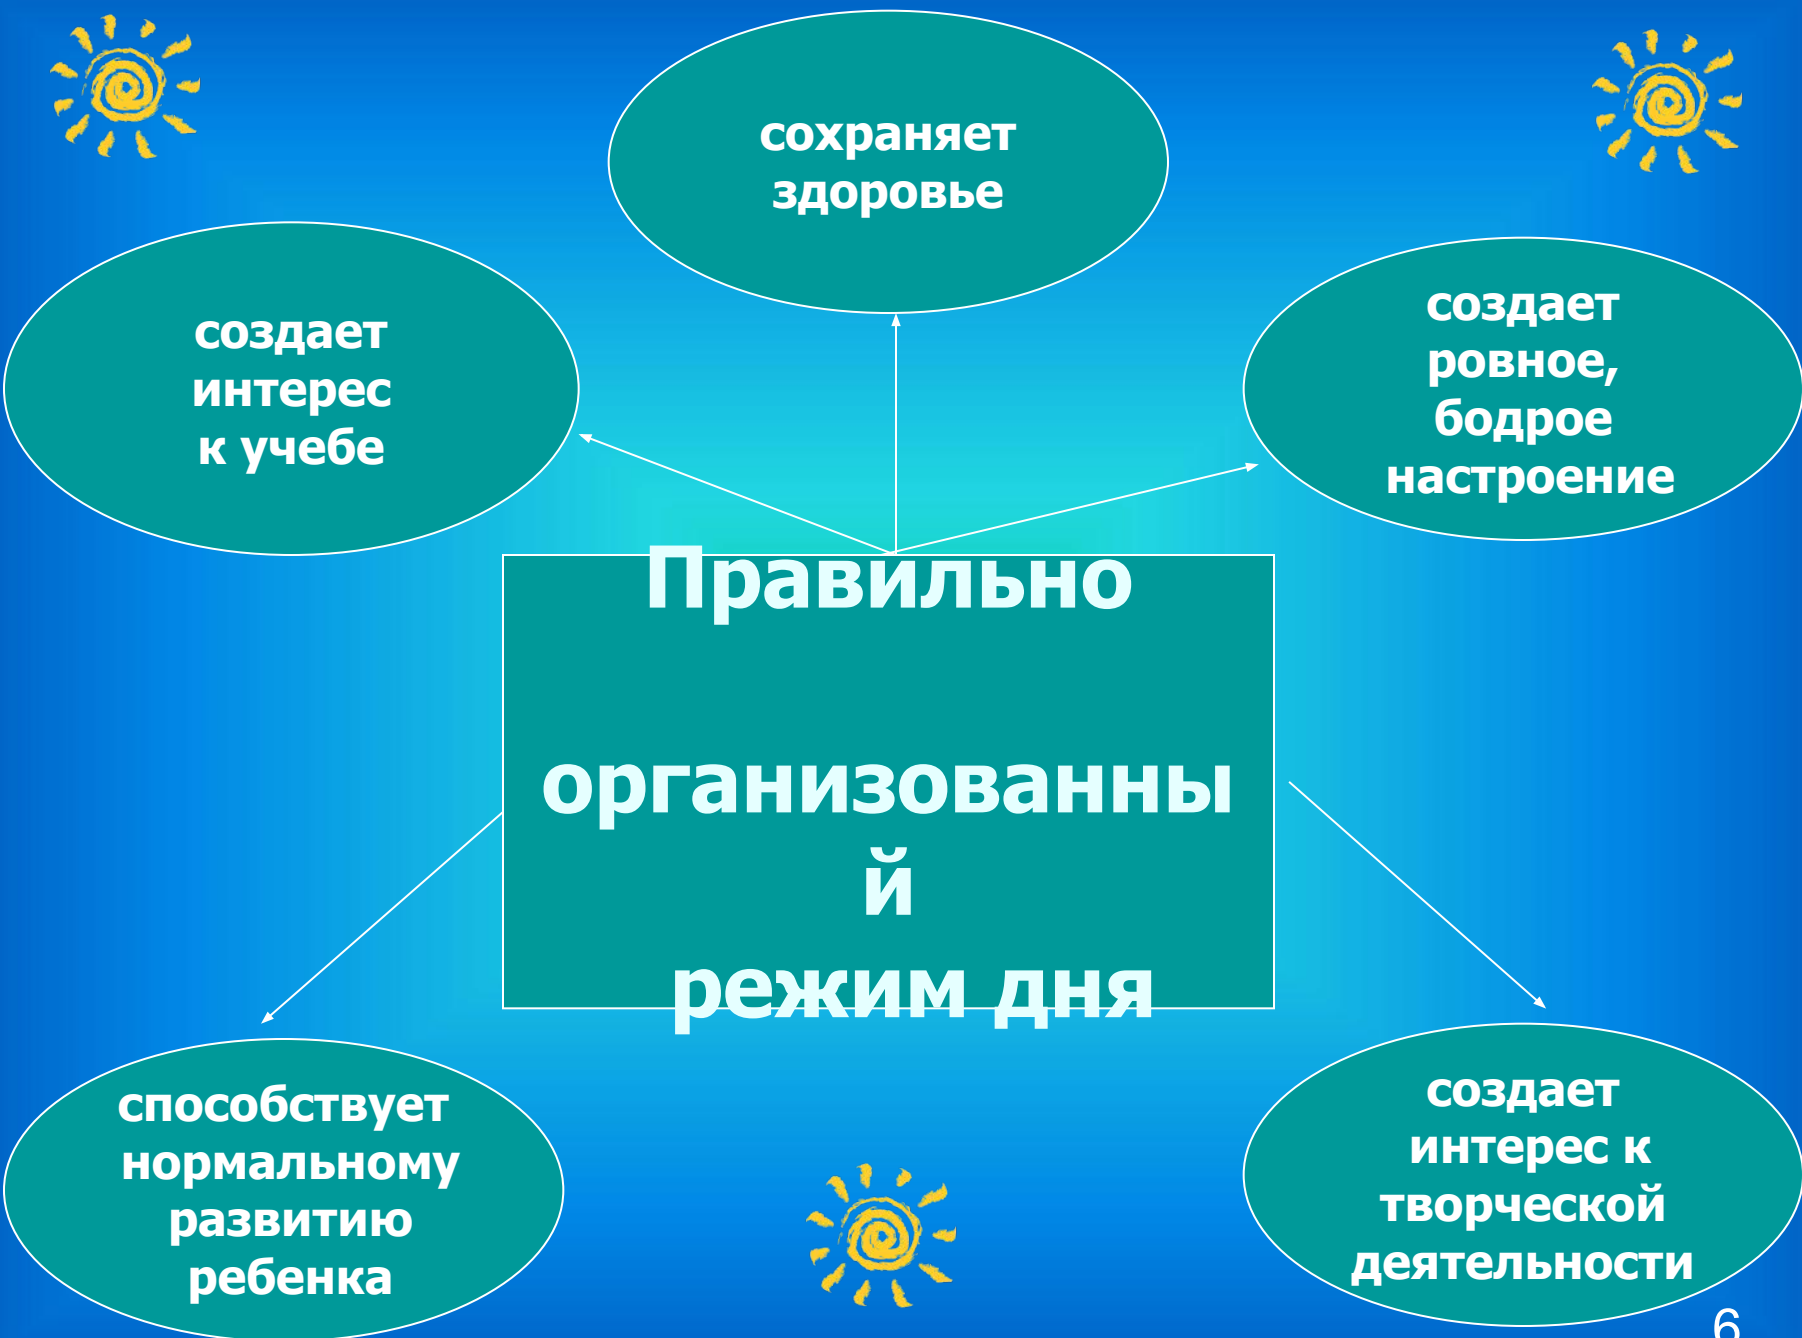 сохраняет
здоровье
создает
интерес
к учебе
создает
ровное,
бодрое
настроение
Правильно
организованны
й
режим дня
способствует
нормальному
развитию
ребенка
создает
интерес к
творческой
деятельности
6